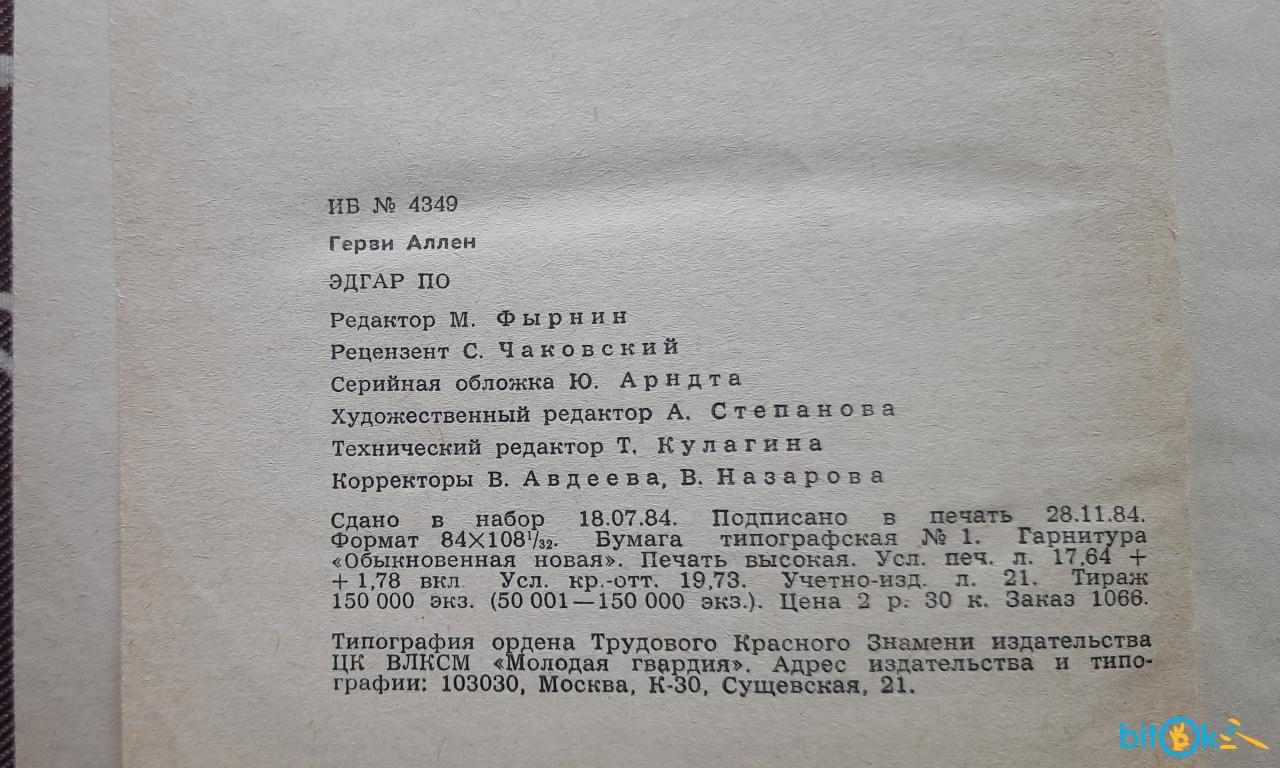 ИБ № 4349
Герви Аллен
ЭДГАР ПО
Редактор М. Фырнин
Рецензент С. Чаковский
Серийная обложка Ю. Арндта
Художественный редактор А. Степанова
Технический редактор Т. Кулагина
Корректоры В. Авдеева, В. Назарова
Сдано в набор 18.07.84. Подписано в печать 28.11.84.
Формат 84×108¹/₃₂. Бумага типографская № 1. Гарнитура
«Обыкновенная новая». Печать высокая. Усл. печ. л. 17,64 +
+ 1,78 вкл. Усл. кр.-отт. 19,73. Учетно-изд. л. 21. Тираж
150 000 экз. (50 001—150 000 экз.). Цена 2 р. 30 к. Заказ 1066.
Типография ордена Трудового Красного Знамени издательства
ЦК ВЛКСМ «Молодая гвардия». Адрес издательства и типо-
графии: 103030, Москва, К-30, Сущевская, 21.
bitOk